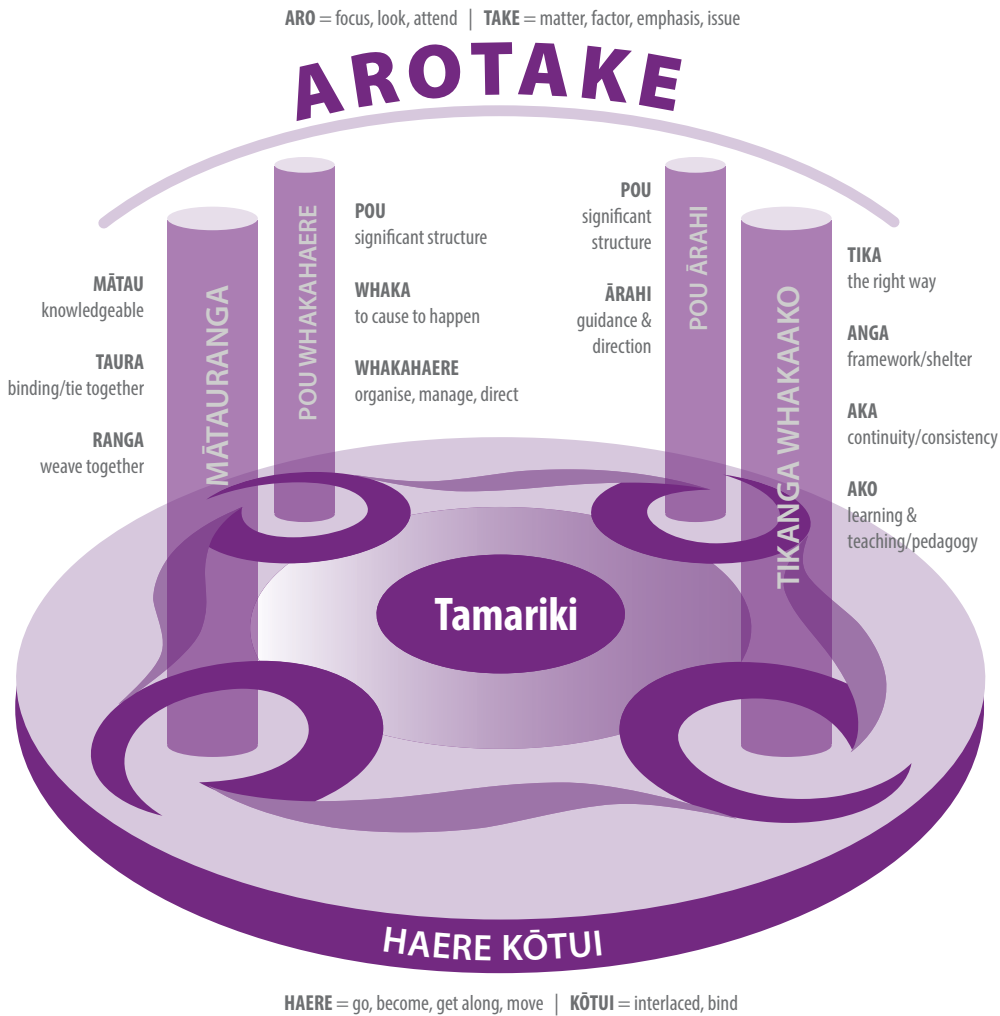 ARO = focus, look, attend | TAKE = matter, factor, emphasis, issue
AROTAKE
MĀTAURANGA
MĀTAU
knowledgeable
TAURA
binding/tie together
RANGA
weave together
POU WHAKAHAERE
POU
significant structure
WHAKA
to cause to happen
WHAKAHAERE
organise, manage, direct
POU ĀRAHI
POU
significant
structure
ĀRAHI
guidance &
direction
TIKANGA WHAKAAKO
TIKA
the right way
ANGA
framework/shelter
AKA
continuity/consistency
AKO
learning &
teaching/pedagogy
Tamariki
HAERE KŌTUI
HAERE = go, become, get along, move | KŌTUI = interlaced, bind